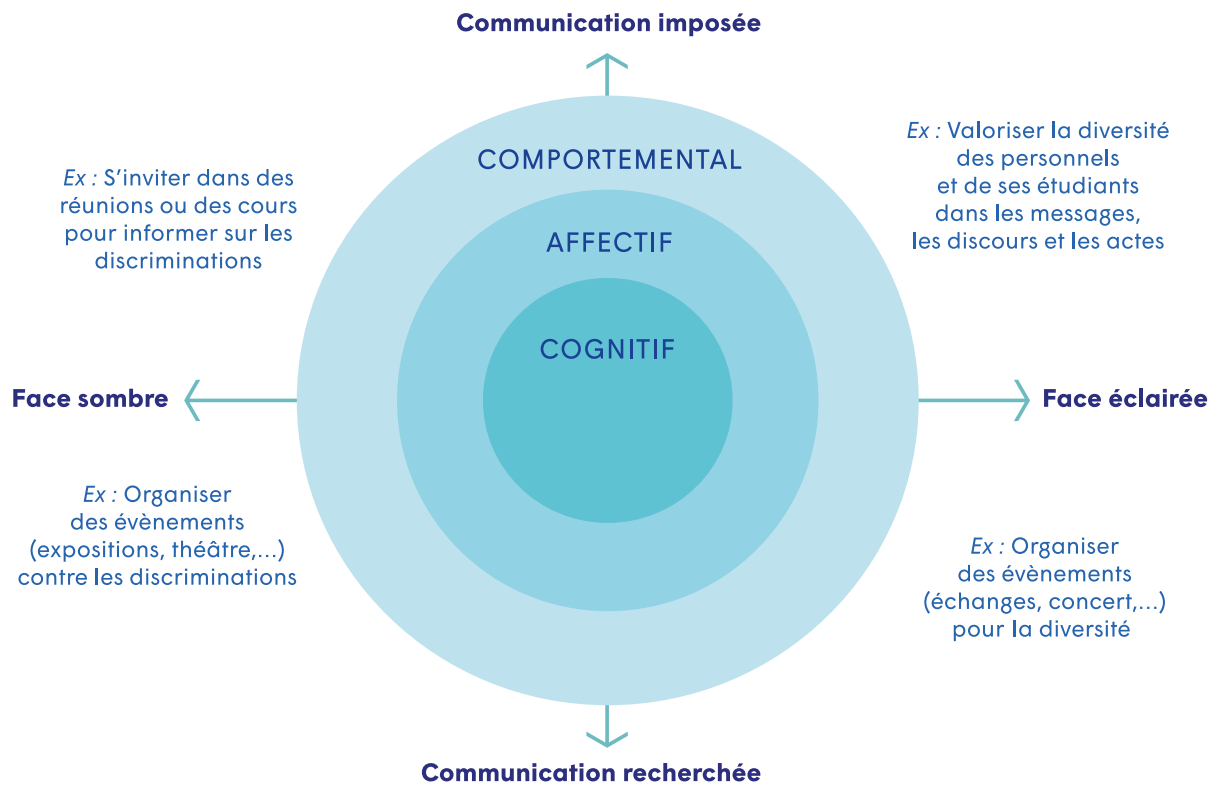 Communication imposée
Ex : S’inviter dans des
réunions ou des cours
pour informer sur les
discriminations
COMPORTEMENTAL
AFFECTIF
COGNITIF
Ex : Valoriser la diversité
des personnels
et de ses étudiants
dans les messages,
les discours et les actes
Face sombre
Face éclairée
Ex : Organiser
des évènements
(expositions, théâtre,...)
contre les discriminations
Ex : Organiser
des évènements
(échanges, concert,...)
pour la diversité
Communication recherchée